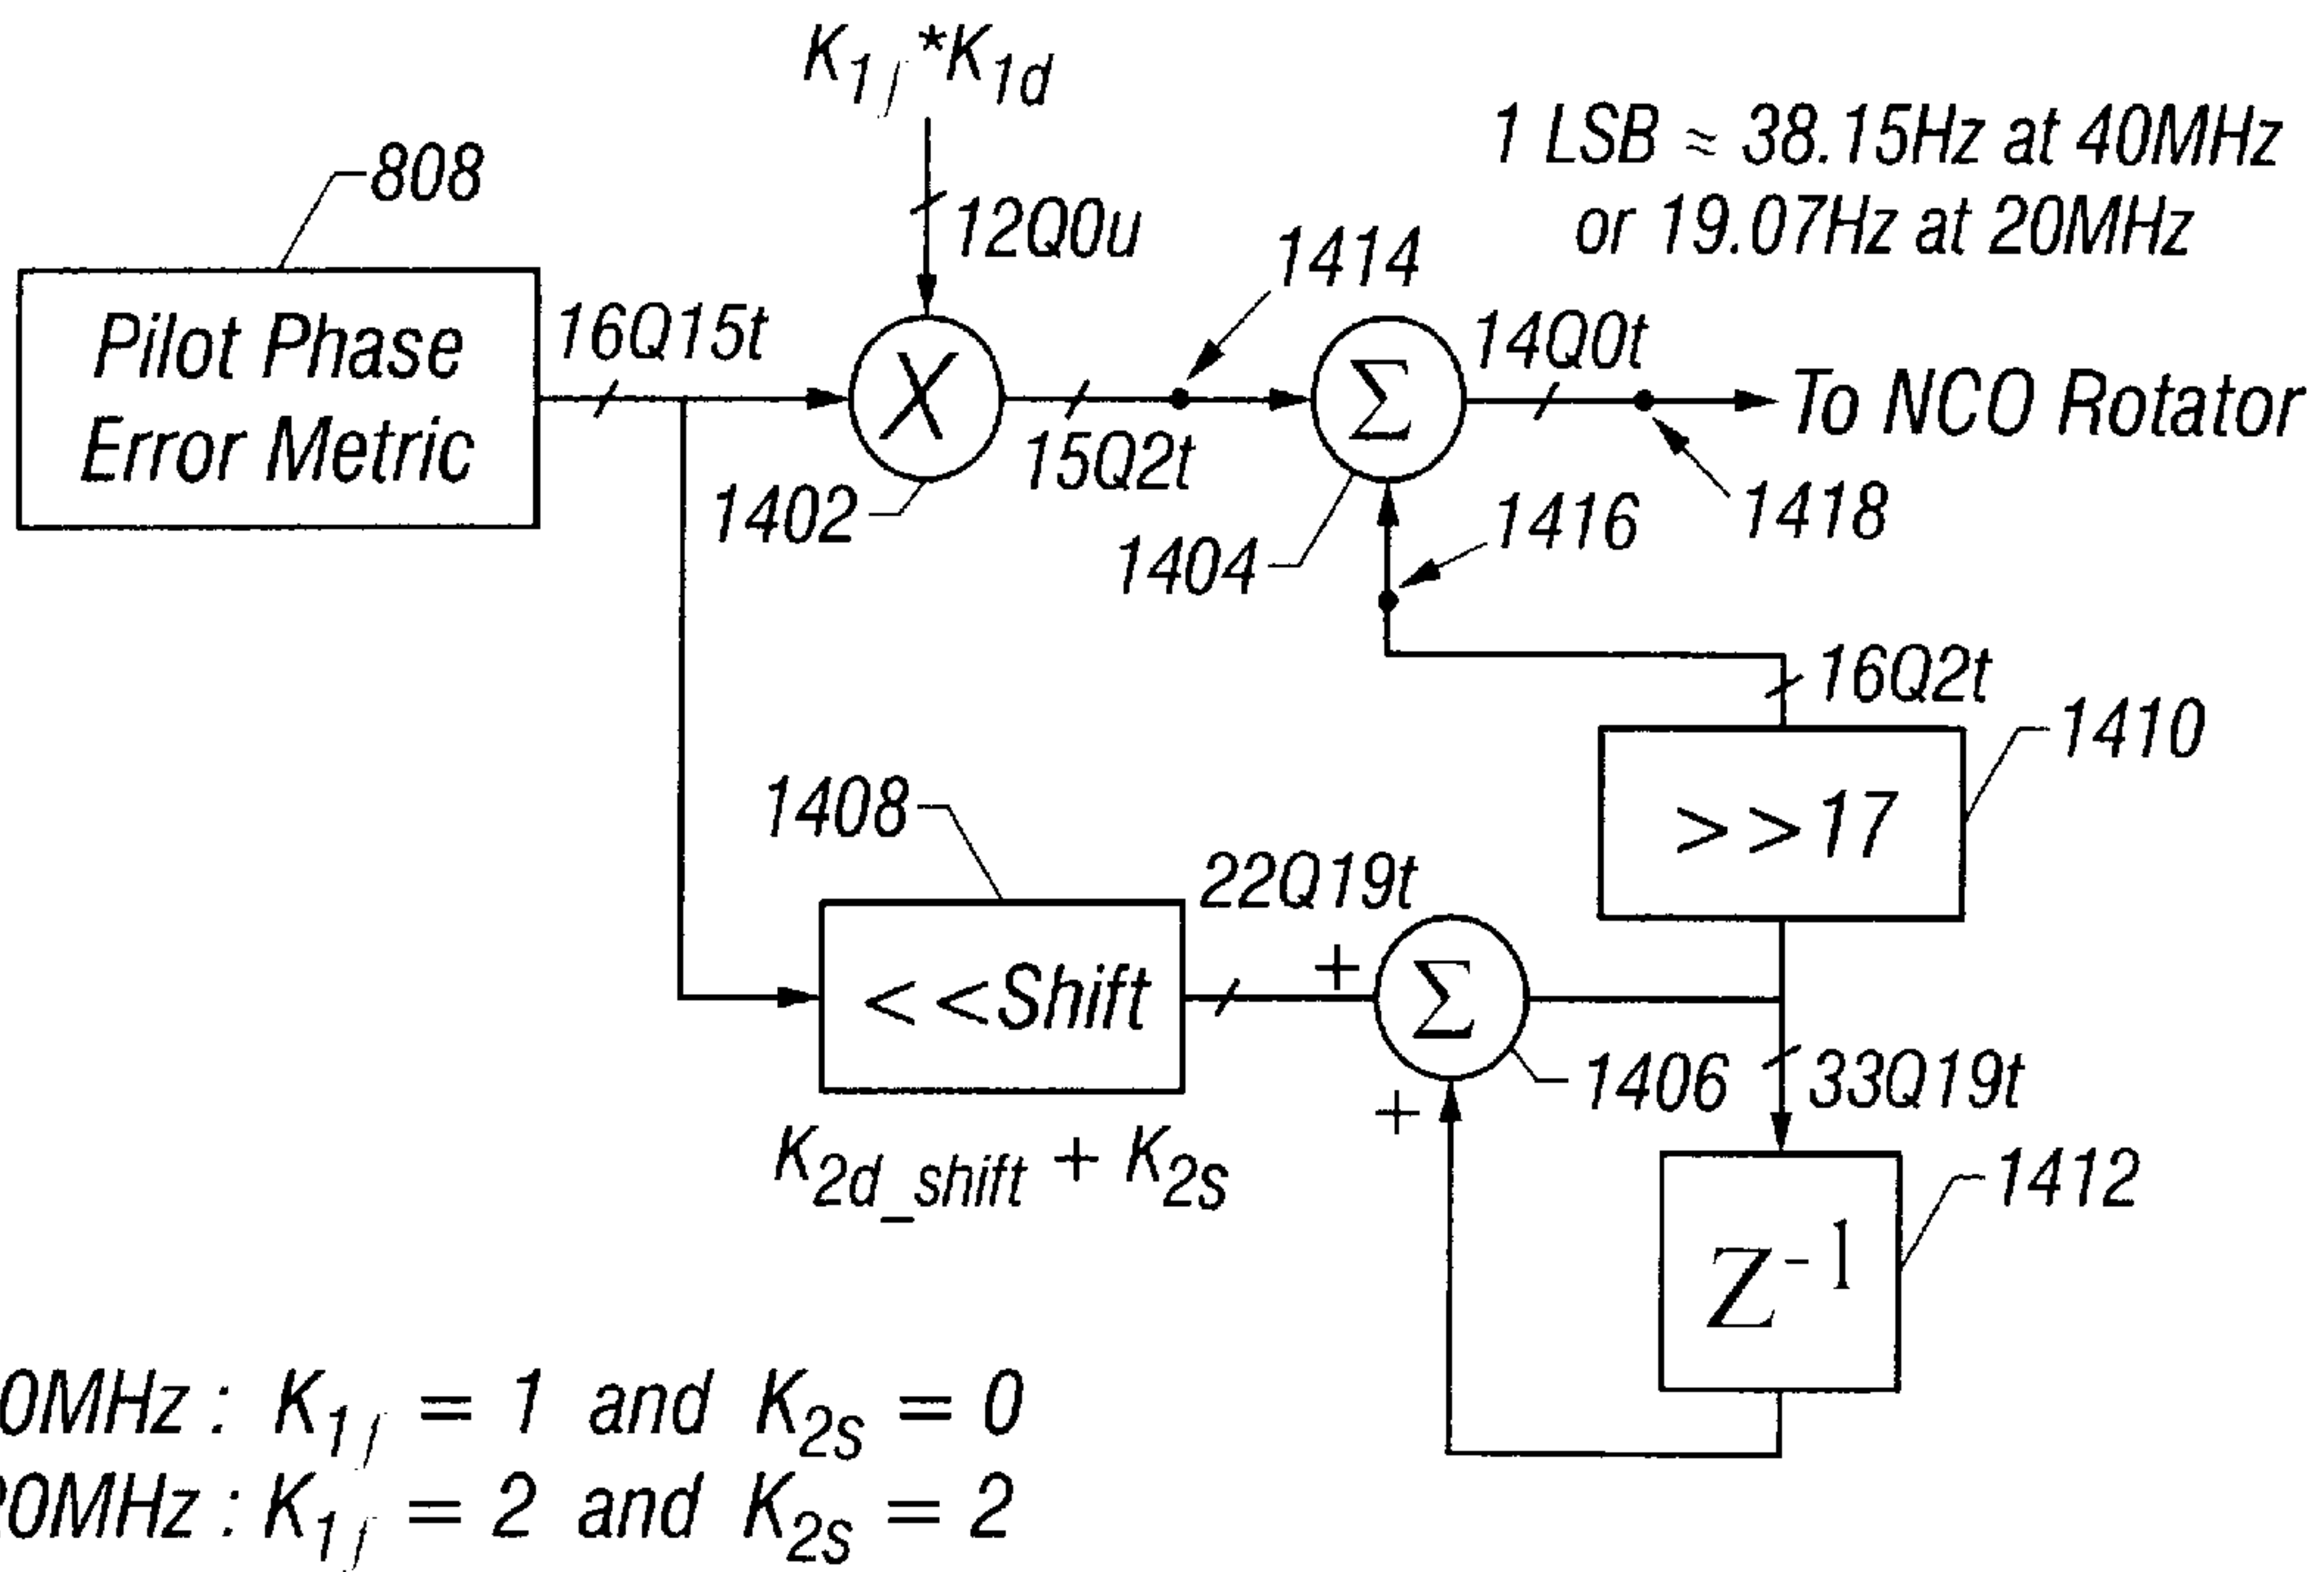 K1j*K1d
1 LSB ≈ 38.15Hz at 40MHz
or 19.07Hz at 20MHz
808
12Q0u
1414
Pilot Phase
Error Metric
16Q15t
X
15Q2t
1402
Σ
14Q0t
To NCO Rotator
1404
1416
1418
16Q2t
1410
>>17
1408
22Q19t
<<Shift
K2d_shift + K2s
+
Σ
+
1406
33Q19t
1412
Z-1
0MHz: K1j = 1 and K2s = 0
0MHz: K1j = 2 and K2s = 2